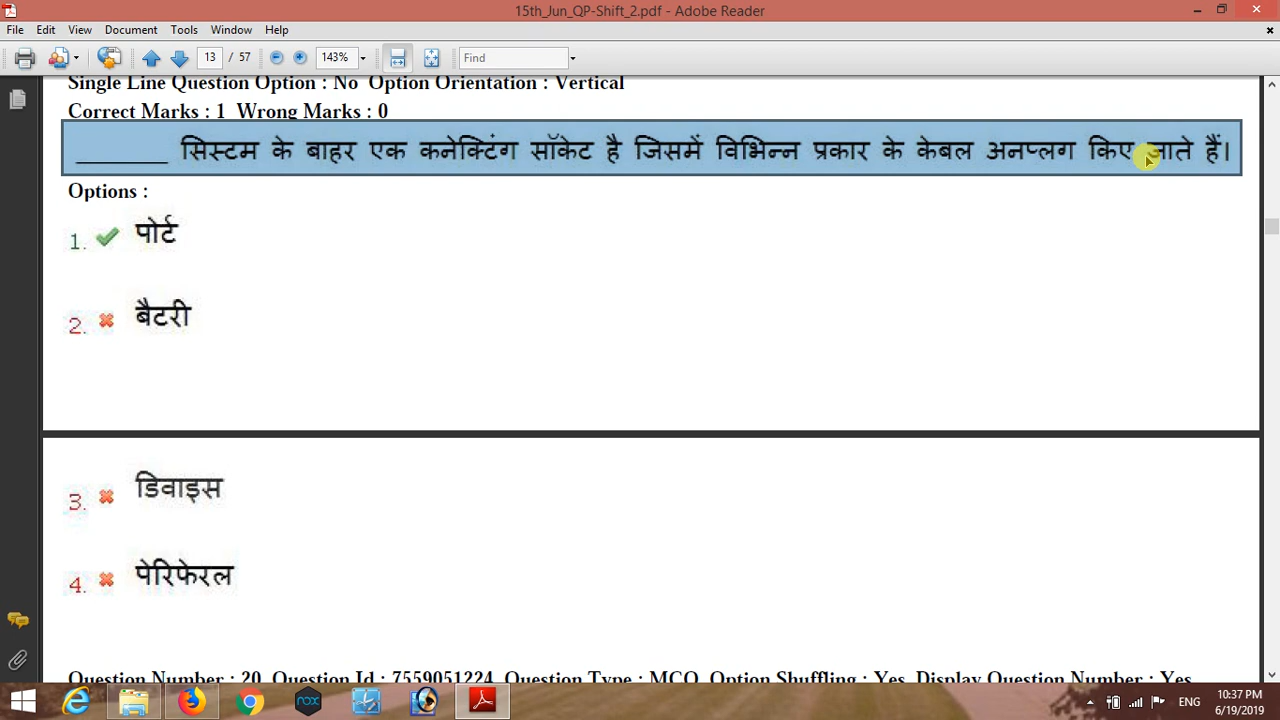 15th_Jun_QP-Shift_2.pdf - Adobe Reader
File Edit View Document Tools Window Help
13 / 57 143% Find
Single Line Question Option : No Option Orientation : Vertical
Correct Marks : 1 Wrong Marks : 0
________ सिस्टम के बाहर एक कनेक्टिंग सॉकेट है जिसमें विभिन्न प्रकार के केबल अनप्लग किए जाते हैं।
Options :
1. पोर्ट
2. बैटरी
3. डिवाइस
4. पेरिफेरल
Question Number : 20 Question Id : 7559051224 Question Type : MCQ Option Shuffling : Yes Display Question Number : Yes
nox ENG 10:37 PM
6/19/2019